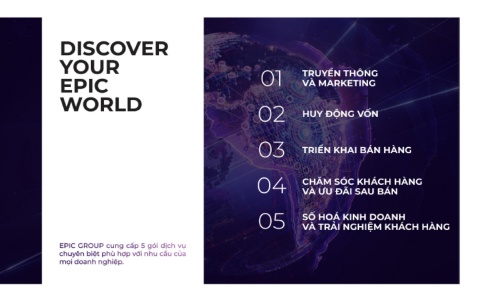 DISCOVER
YOUR
EPIC
WORLD
EPIC GROUP cung cấp 5 gói dịch vụ
chuyên biệt phù hợp với nhu cầu của
mọi doanh nghiệp.
01 TRUYỀN THÔNG
VÀ MARKETING
02 HUY ĐỘNG VỐN
03 TRIỂN KHAI BÁN HÀNG
04 CHĂM SÓC KHÁCH HÀNG
VÀ ƯU ĐÃI SAU BÁN
05 SỐ HOÁ KINH DOANH
VÀ TRẢI NGHIỆM KHÁCH HÀNG